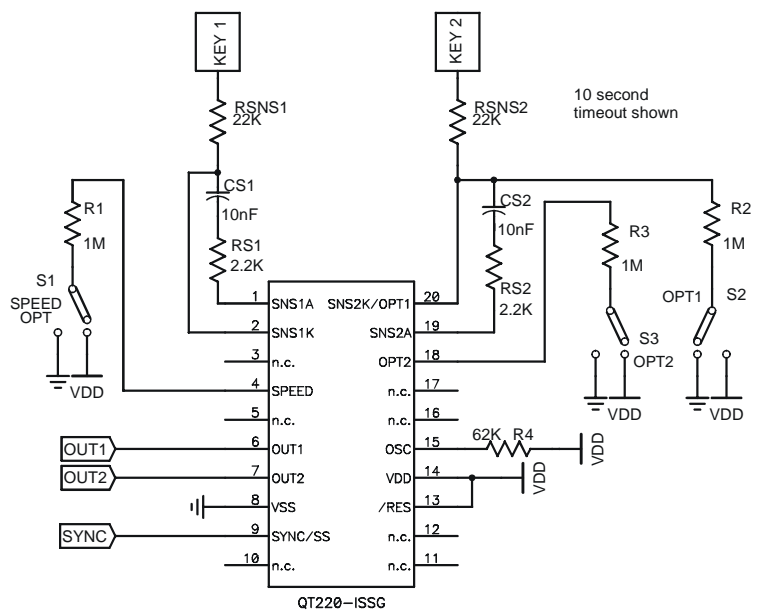 KEY 1
KEY 2
10 second
timeout shown
RSNS1
22K
RSNS2
22K
CS1
10nF
CS2
10nF
R1
1M
R3
1M
R2
1M
RS1
2.2K
RS2
2.2K
S1
SPEED
OPT
VDD
OPT1
S2
S3
OPT2
VDD
VDD
1 SNS1A SNS2K/OPT1 20
2 SNS1K SNS2A 19
3 n.c. OPT2 18
4 SPEED n.c. 17
5 n.c. n.c. 16
6 OUT1 OSC 15
7 OUT2 VDD 14
8 VSS /RES 13
9 SYNC/SS n.c. 12
10 n.c. n.c. 11
62K R4
VDD
VDD
OUT1
OUT2
SYNC
QT220-ISSG